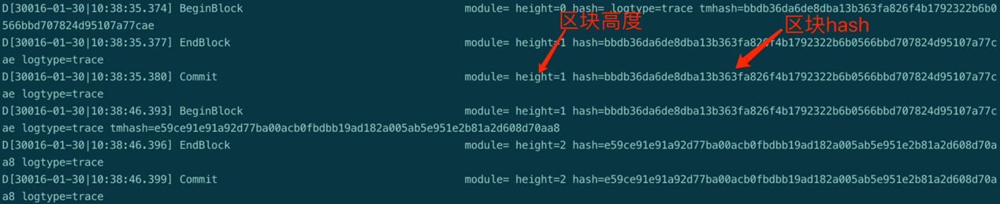 D[30016-01-30|10:38:35.374] BeginBlock module= height=0 hash= logtype=trace tmhash=bbdb36da6de8dba13b363fa826f4b1792322b6b0
566bbd707824d95107a77cae
区块高度
区块hash
D[30016-01-30|10:38:35.377] EndBlock module= height=1 hash=bbdb36da6de8dba13b363fa826f4b1792322b6b0566bbd707824d95107a77c
ae logtype=trace
D[30016-01-30|10:38:35.380] Commit module= height=1 hash=bbdb36da6de8dba13b363fa826f4b1792322b6b0566bbd707824d95107a77c
ae logtype=trace
D[30016-01-30|10:38:46.393] BeginBlock module= height=1 hash=bbdb36da6de8dba13b363fa826f4b1792322b6b0566bbd707824d95107a77c
ae logtype=trace tmhash=e59ce91e91a92d77ba00acb0fbdbb19ad182a005ab5e951e2b81a2d608d70aa8
D[30016-01-30|10:38:46.396] EndBlock module= height=2 hash=e59ce91e91a92d77ba00acb0fbdbb19ad182a005ab5e951e2b81a2d608d70a
a8 logtype=trace
D[30016-01-30|10:38:46.399] Commit module= height=2 hash=e59ce91e91a92d77ba00acb0fbdbb19ad182a005ab5e951e2b81a2d608d70a
a8 logtype=trace